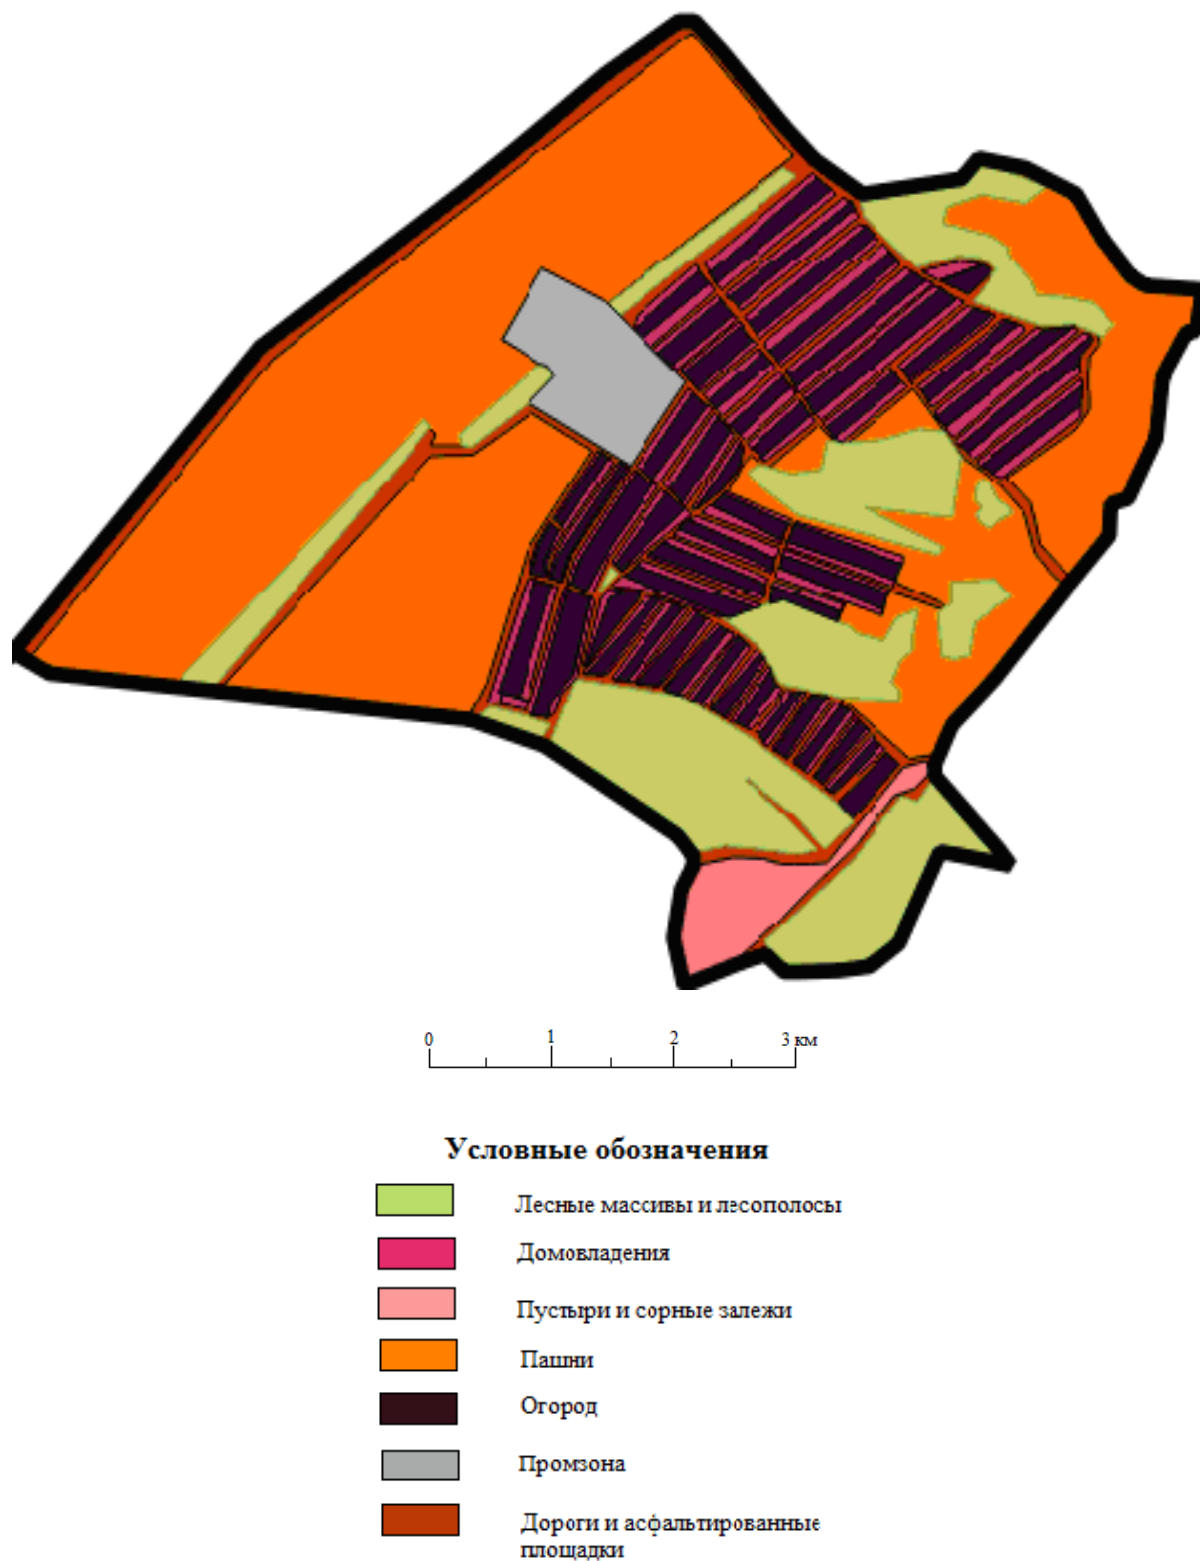 0 1 2 3 км
Условные обозначения
Лесные массивы и лесополосы
Домовладения
Пустыри и сорные залежи
Пашни
Огород
Промзона
Дороги и асфальтированные
площадки